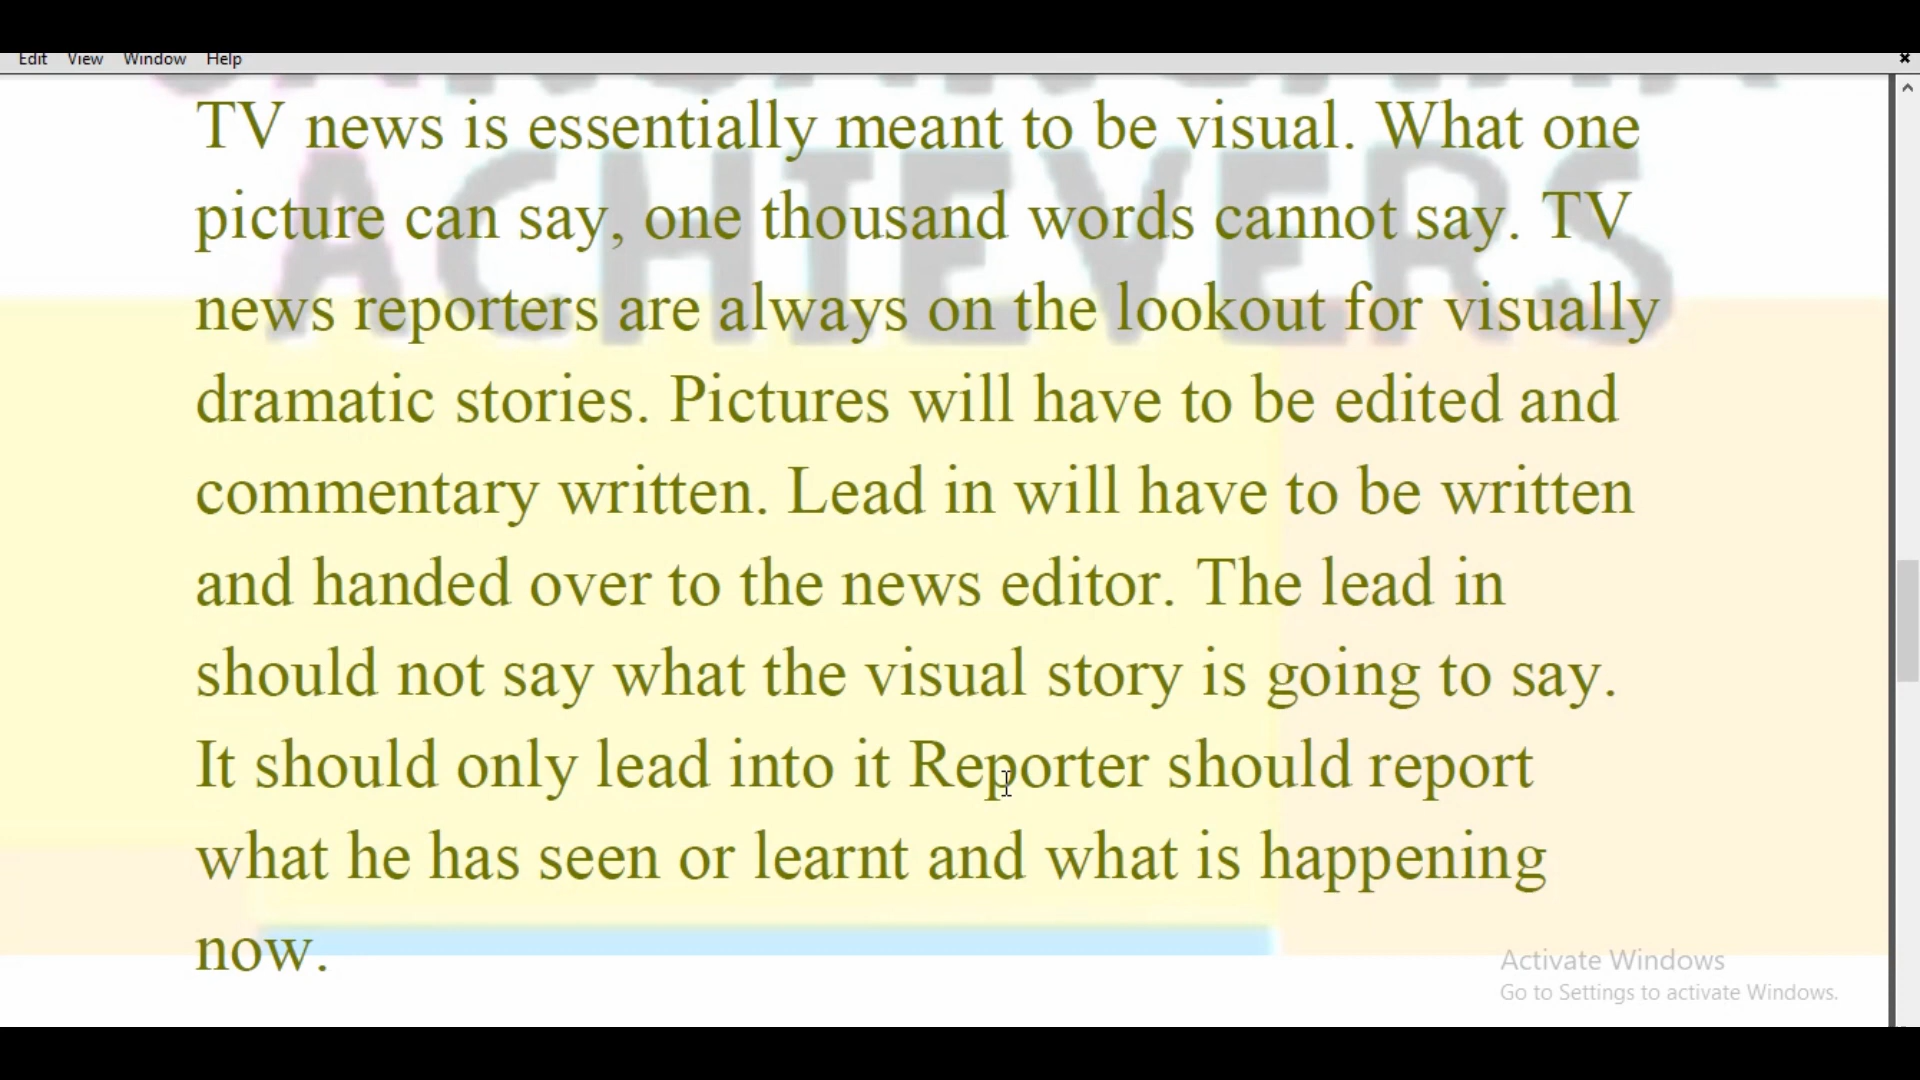 Edit View Window Help
TV news is essentially meant to be visual. What one
picture can say, one thousand words cannot say. TV
news reporters are always on the lookout for visually
dramatic stories. Pictures will have to be edited and
commentary written. Lead in will have to be written
and handed over to the news editor. The lead in
should not say what the visual story is going to say.
It should only lead into it Reporter should report
what he has seen or learnt and what is happening
now.
ACHIEVERS
Activate Windows
Go to Settings to activate Windows.